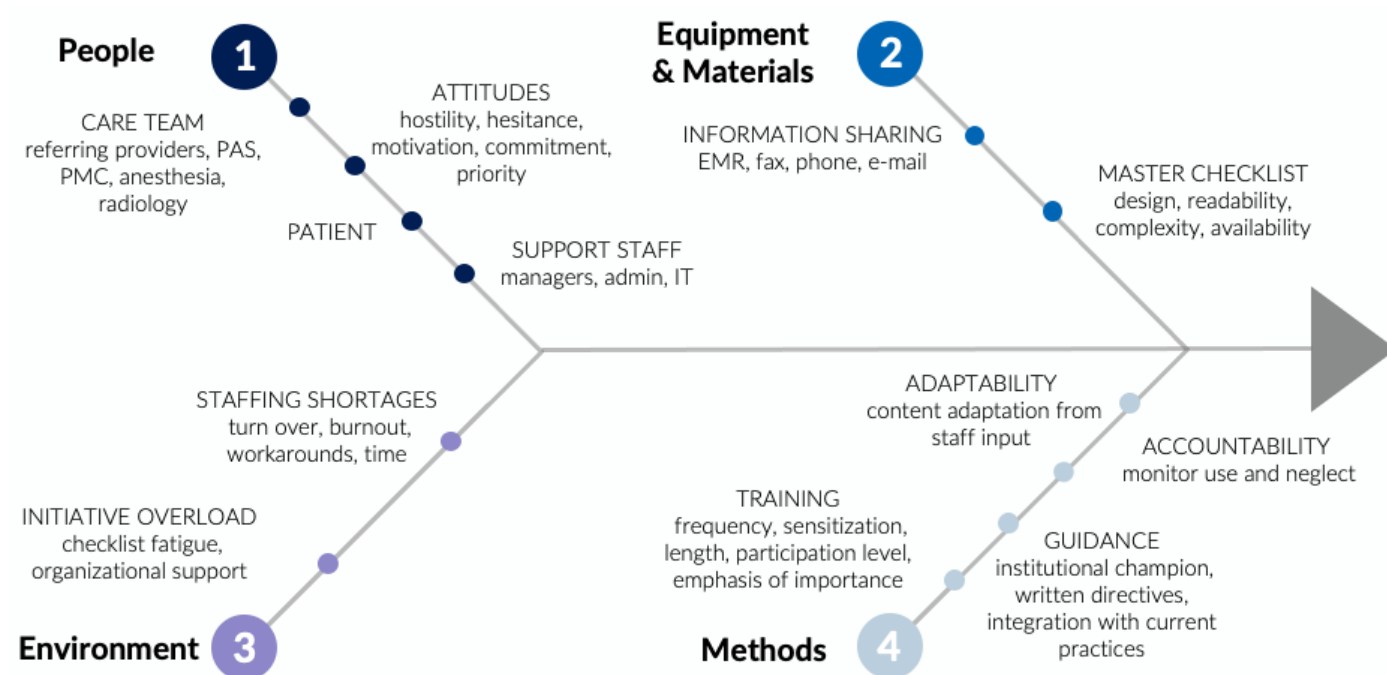 People
1
CARE TEAM
referring providers, PAS,
PMC, anesthesia,
radiology
ATTITUDES
hostility, hesitance,
motivation, commitment,
priority
PATIENT
SUPPORT STAFF
managers, admin, IT
Equipment
& Materials
2
INFORMATION SHARING
EMR, fax, phone, e-mail
MASTER CHECKLIST
design, readability,
complexity, availability
STAFFING SHORTAGES
turn over, burnout,
workarounds, time
INITIATIVE OVERLOAD
checklist fatigue,
organizational support
Environment
3
ADAPTABILITY
content adaptation from
staff input
ACCOUNTABILITY
monitor use and neglect
TRAINING
frequency, sensitization,
length, participation level,
emphasis of importance
GUIDANCE
institutional champion,
written directives,
integration with current
practices
Methods
4